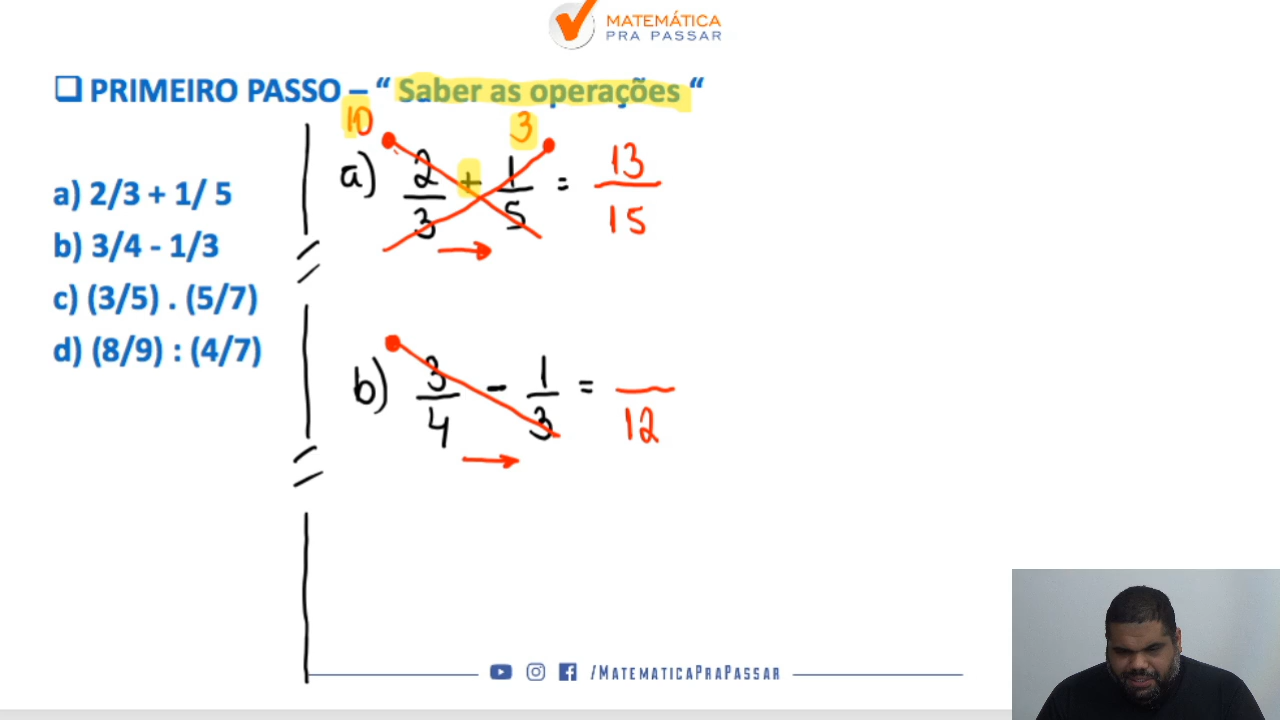 MATEMÁTICA
PRA PASSAR
PRIMEIRO PASSO – “ Saber as operações “
a) 2/3 + 1/ 5
b) 3/4 - 1/3
c) (3/5) . (5/7)
d) (8/9) : (4/7)
10 3
a) 2/3 + 1/5 = 13/15
b) 3/4 - 1/3 = /12
/MATEMATICAPRAPASSAR